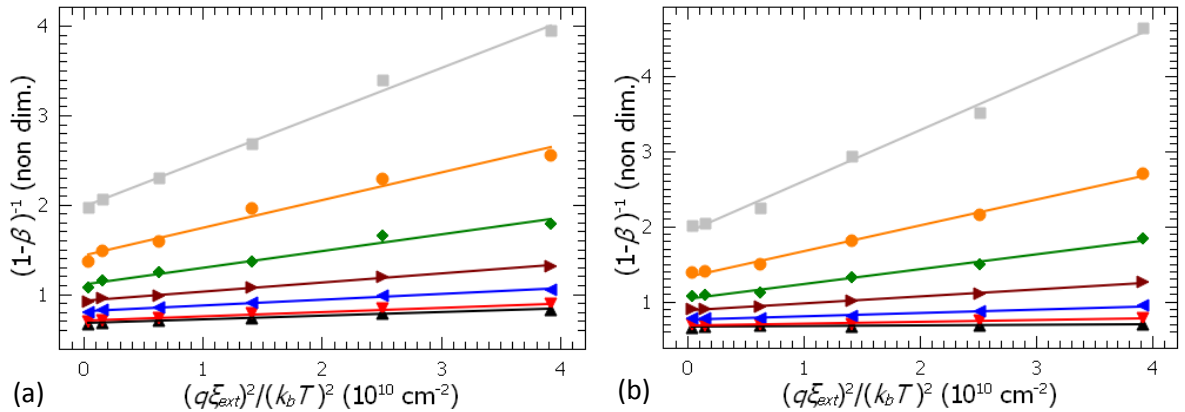 4
3
2
1
(1-β)⁻¹ (non dim.)
0 1 2 3 4
(qξₑₓₜ)²/(k_bT)² (10¹⁰ cm⁻²)
(a)
4
3
2
1
(1-β)⁻¹ (non dim.)
0 1 2 3 4
(qξₑₓₜ)²/(k_bT)² (10¹⁰ cm⁻²)
(b)